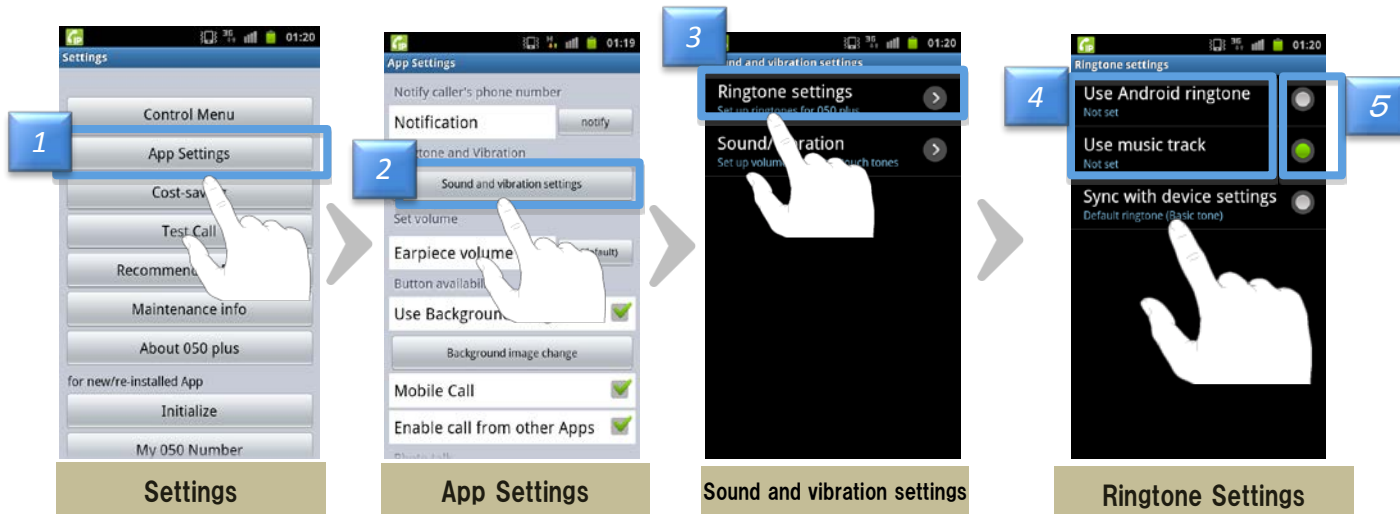 1
01:20
Settings
Control Menu
App Settings
Cost-sav
Test Call
Recommen
Maintenance info
About 050 plus
for new/re-installed App
Initialize
My 050 Number
Settings
2
01:19
App Settings
Notify caller's phone number
Notification notify
tone and Vibration
Sound and vibration settings
Set volume
Earpiece volume
Button availabili
Use Backgroun
Background image change
Mobile Call
Enable call from other Apps
App Settings
3
3G 01:20
nd and vibration settings
Ringtone settings
Set up ringtones for 050 plus
Sound/ bration
Set up volum ouch tones
Sound and vibration settings
4
5
3G 01:20
Ringtone settings
Use Android ringtone
Not set
Use music track
Not set
Sync with device settings
Default ringtone (Basic tone)
Ringtone Settings